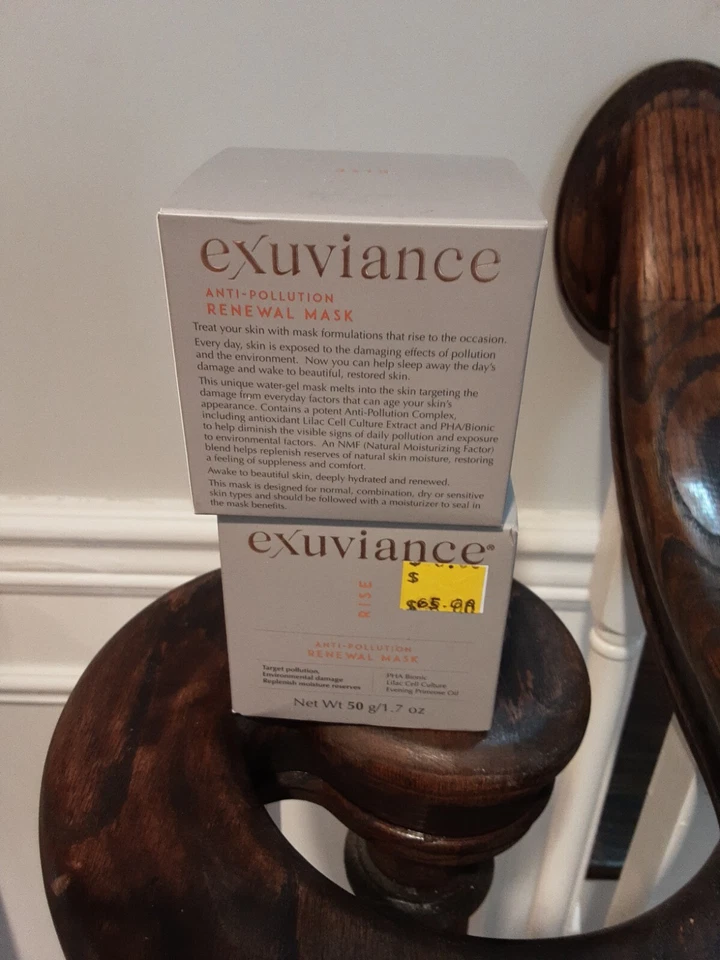 exuviance
ANTI-POLLUTION
RENEWAL MASK
Treat your skin with mask formulations that rise to the occasion.
Every day, skin is exposed to the damaging effects of pollution
and the environment. Now you can help sleep away the day's
damage and wake to beautiful, restored skin.
This unique water-gel mask melts into the skin targeting the
damage from everyday factors that can age your skin's
appearance. Contains a potent Anti-Pollution Complex,
including antioxidant Lilac Cell Culture Extract and PHA/Bionic
to help diminish the visible signs of daily pollution and exposure
to environmental factors. An NMF (Natural Moisturizing Factor)
blend helps replenish reserves of natural skin moisture, restoring
a feeling of suppleness and comfort.
Awake to beautiful skin, deeply hydrated and renewed.
This mask is designed for normal, combination, dry or sensitive
skin types and should be followed with a moisturizer to seal in
the mask benefits.
exuviance®
RISE
$
ANTI-POLLUTION
RENEWAL MASK
Target pollution,
Environmental damage
Replenish moisture reserves
PHA Bionic
Lilac Cell Culture
Evening Primrose Oil
Net Wt 50 g/1.7 oz